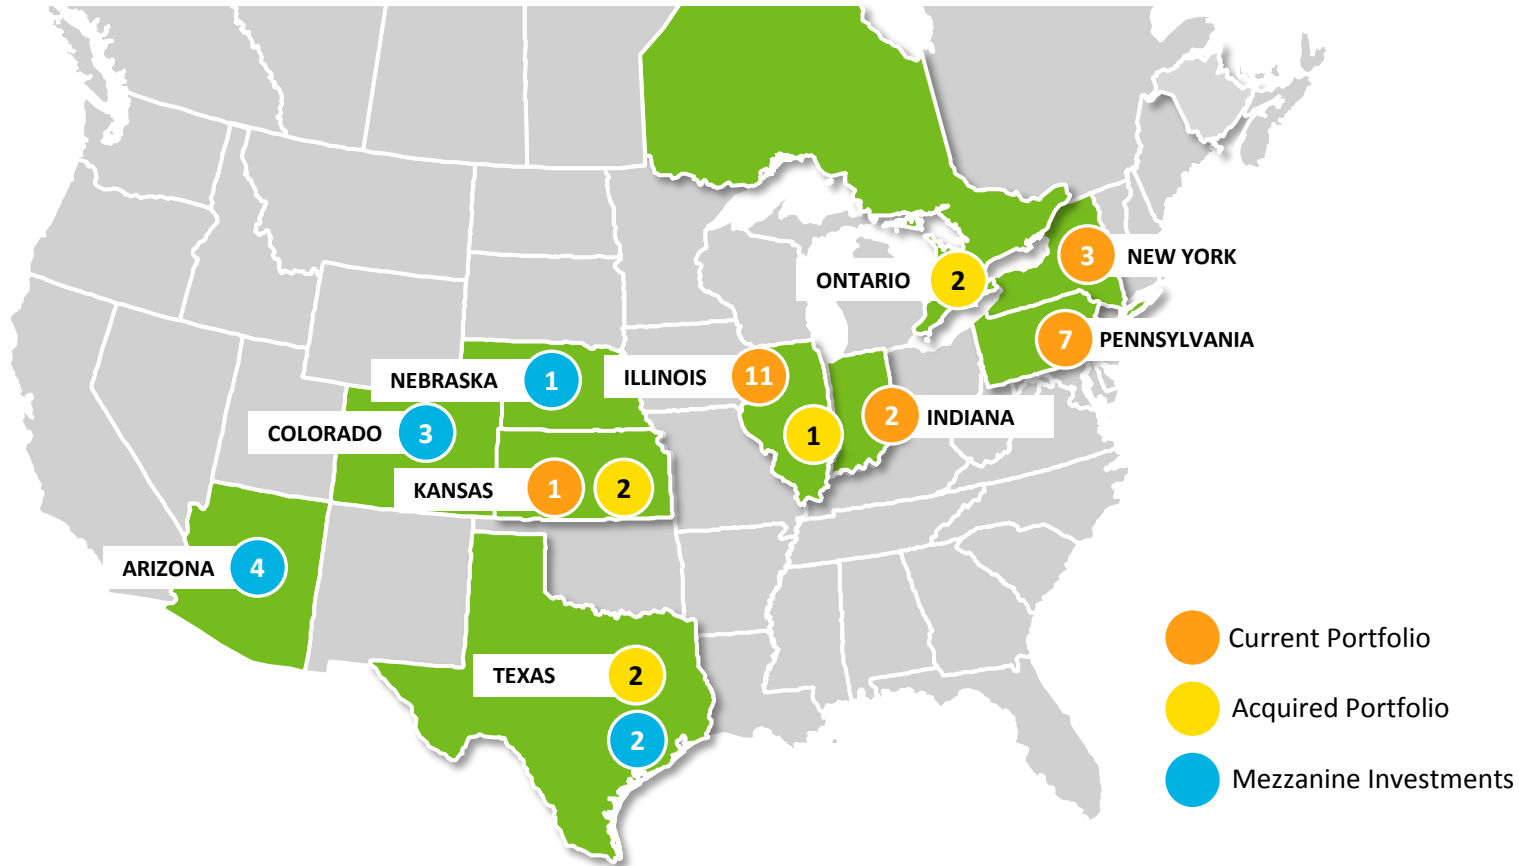 3 NEW YORK
ONTARIO 2
7 PENNSYLVANIA
NEBRASKA 1
ILLINOIS 11
2 INDIANA
COLORADO 3
1
KANSAS 1 2
ARIZONA 4
TEXAS 2
2
Current Portfolio
Acquired Portfolio
Mezzanine Investments